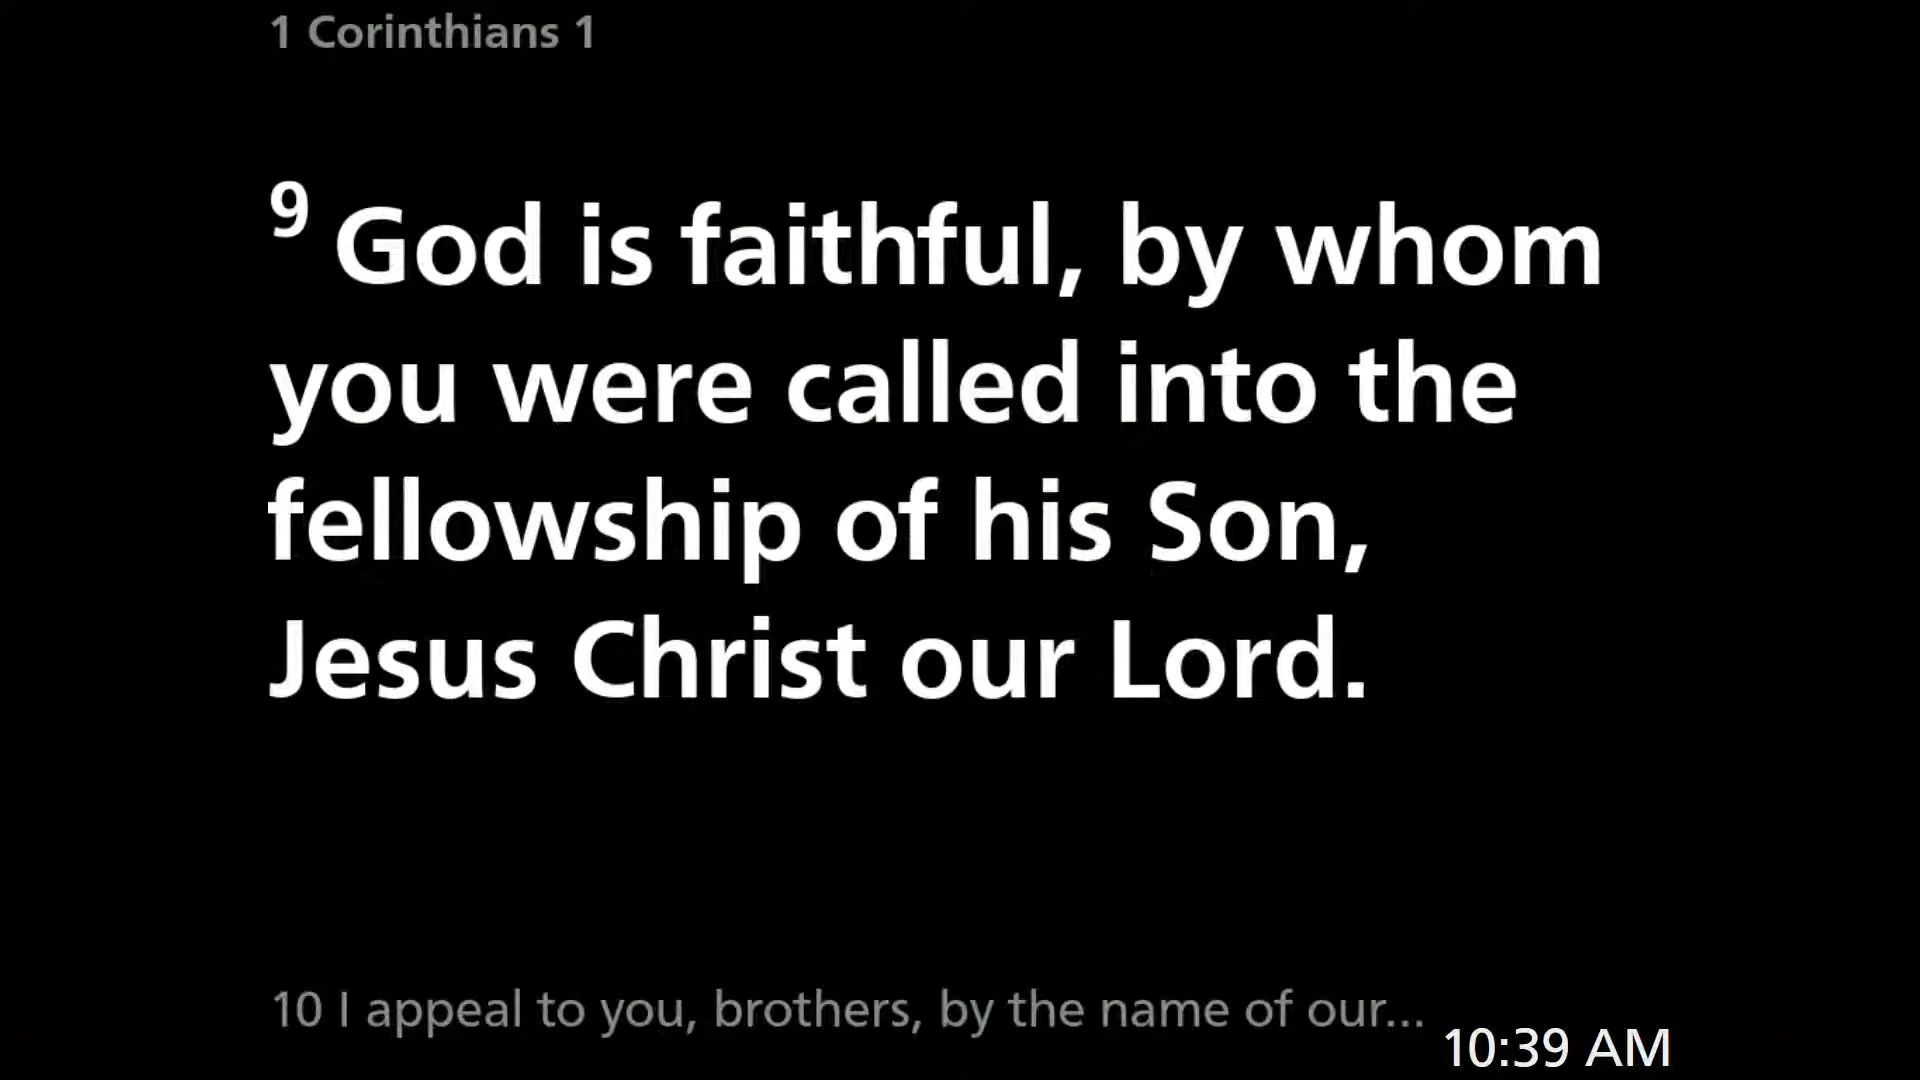 1 Corinthians 1
9 God is faithful, by whom
you were called into the
fellowship of his Son,
Jesus Christ our Lord.
10 I appeal to you, brothers, by the name of our...
10:39 AM